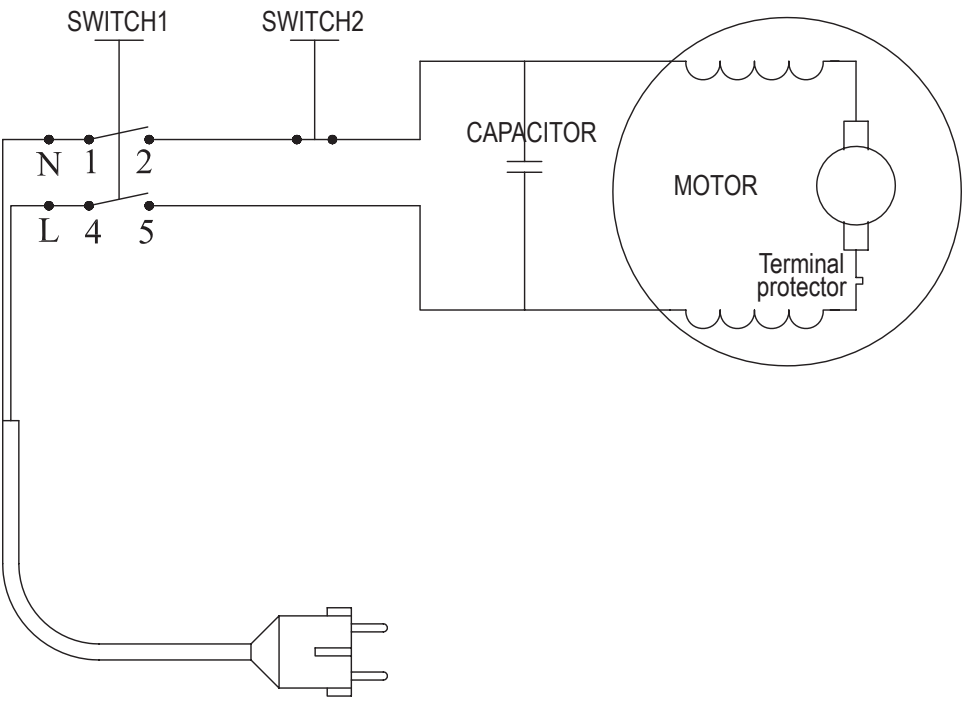 SWITCH1
SWITCH2
CAPACITOR
N 1 2
MOTOR
L 4 5
Terminal
protector